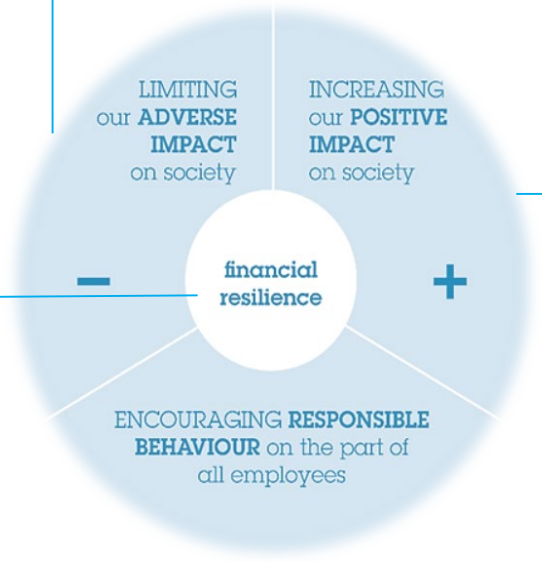 LIMITING
our ADVERSE
IMPACT
on society
INCREASING
our POSITIVE
IMPACT
on society
–
+
financial
resilience
ENCOURAGING RESPONSIBLE
BEHAVIOUR on the part of
all employees